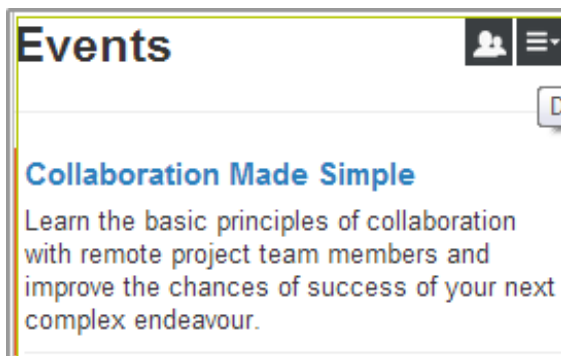 Events
D
Collaboration Made Simple
Learn the basic principles of collaboration
with remote project team members and
improve the chances of success of your next
complex endeavour.